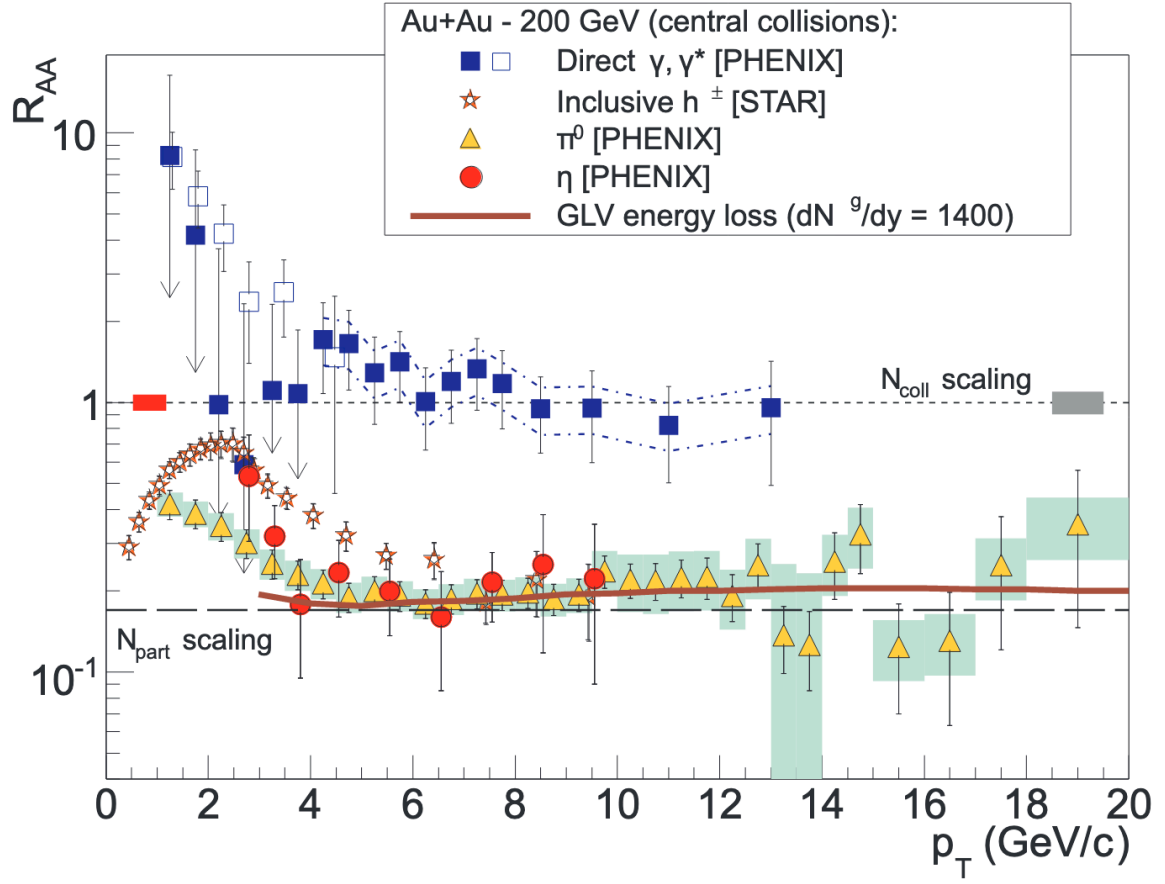 Au+Au - 200 GeV (central collisions):
Direct γ, γ* [PHENIX]
Inclusive h ± [STAR]
π⁰ [PHENIX]
η [PHENIX]
GLV energy loss (dN ᵍ/dy = 1400)
R_AA
10
1
10⁻¹
N_coll scaling
N_part scaling
0 2 4 6 8 10 12 14 16 18 20
p_T (GeV/c)